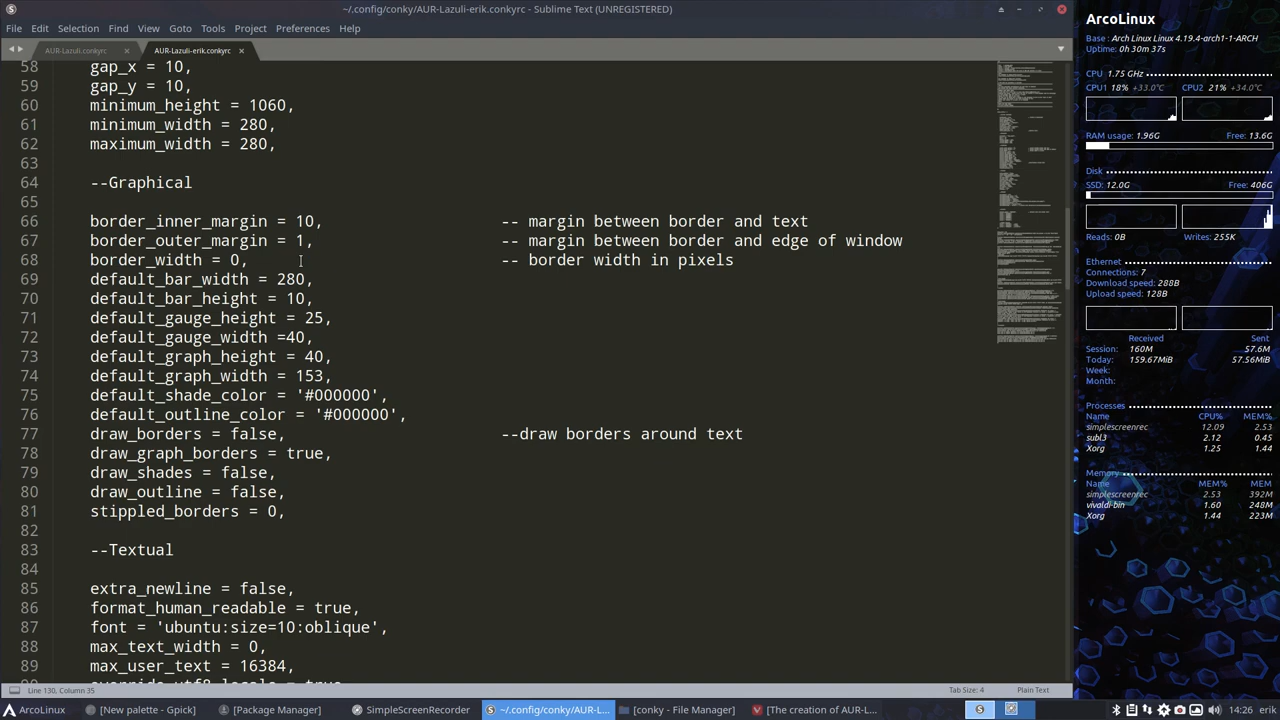 ~/.config/conky/AUR-Lazuli-erik.conkyrc - Sublime Text (UNREGISTERED)
File Edit Selection Find View Goto Tools Project Preferences Help
AUR-Lazuli.conkyrc × AUR-Lazuli-erik.conkyrc ×
58 gap_x = 10,
59 gap_y = 10,
60 minimum_height = 1060,
61 minimum_width = 280,
62 maximum_width = 280,
63
64 --Graphical
65
66 border_inner_margin = 10, -- margin between border and text
67 border_outer_margin = 1, -- margin between border and edge of window
68 border_width = 0, -- border width in pixels
69 default_bar_width = 280,
70 default_bar_height = 10,
71 default_gauge_height = 25,
72 default_gauge_width =40,
73 default_graph_height = 40,
74 default_graph_width = 153,
75 default_shade_color = '#000000',
76 default_outline_color = '#000000',
77 draw_borders = false, --draw borders around text
78 draw_graph_borders = true,
79 draw_shades = false,
80 draw_outline = false,
81 stippled_borders = 0,
82
83 --Textual
84
85 extra_newline = false,
86 format_human_readable = true,
87 font = 'ubuntu:size=10:oblique',
88 max_text_width = 0,
89 max_user_text = 16384,
override_utf8_locale = true
Line 130, Column 35
Tab Size: 4 Plain Text
ArcoLinux
Base : Arch Linux Linux 4.19.4-arch1-1-ARCH
Uptime: 0h 30m 37s
CPU 1.75 GHz
CPU1 18% +33.0°C CPU2 21% +34.0°C
RAM usage: 1.96G Free: 13.6G
Disk
SSD: 12.0G Free: 406G
Reads: 0B Writes: 255K
Ethernet
Connections: 7
Download speed: 288B
Upload speed: 128B
Received Sent
Session: 160M 57.6M
Today: 159.67MiB 57.56MiB
Week:
Month:
Processes
Name CPU% MEM%
simplescreenrec 12.09 2.53
subl3 2.12 0.45
Xorg 1.25 1.44
Memory
Name MEM% MEM
simplescreenrec 2.53 392M
vivaldi-bin 1.60 248M
Xorg 1.44 223M
ArcoLinux [New palette - Gpick] [Package Manager] SimpleScreenRecorder ~/.config/conky/AUR-L... [conky - File Manager] [The creation of AUR-L... 14:26 erik